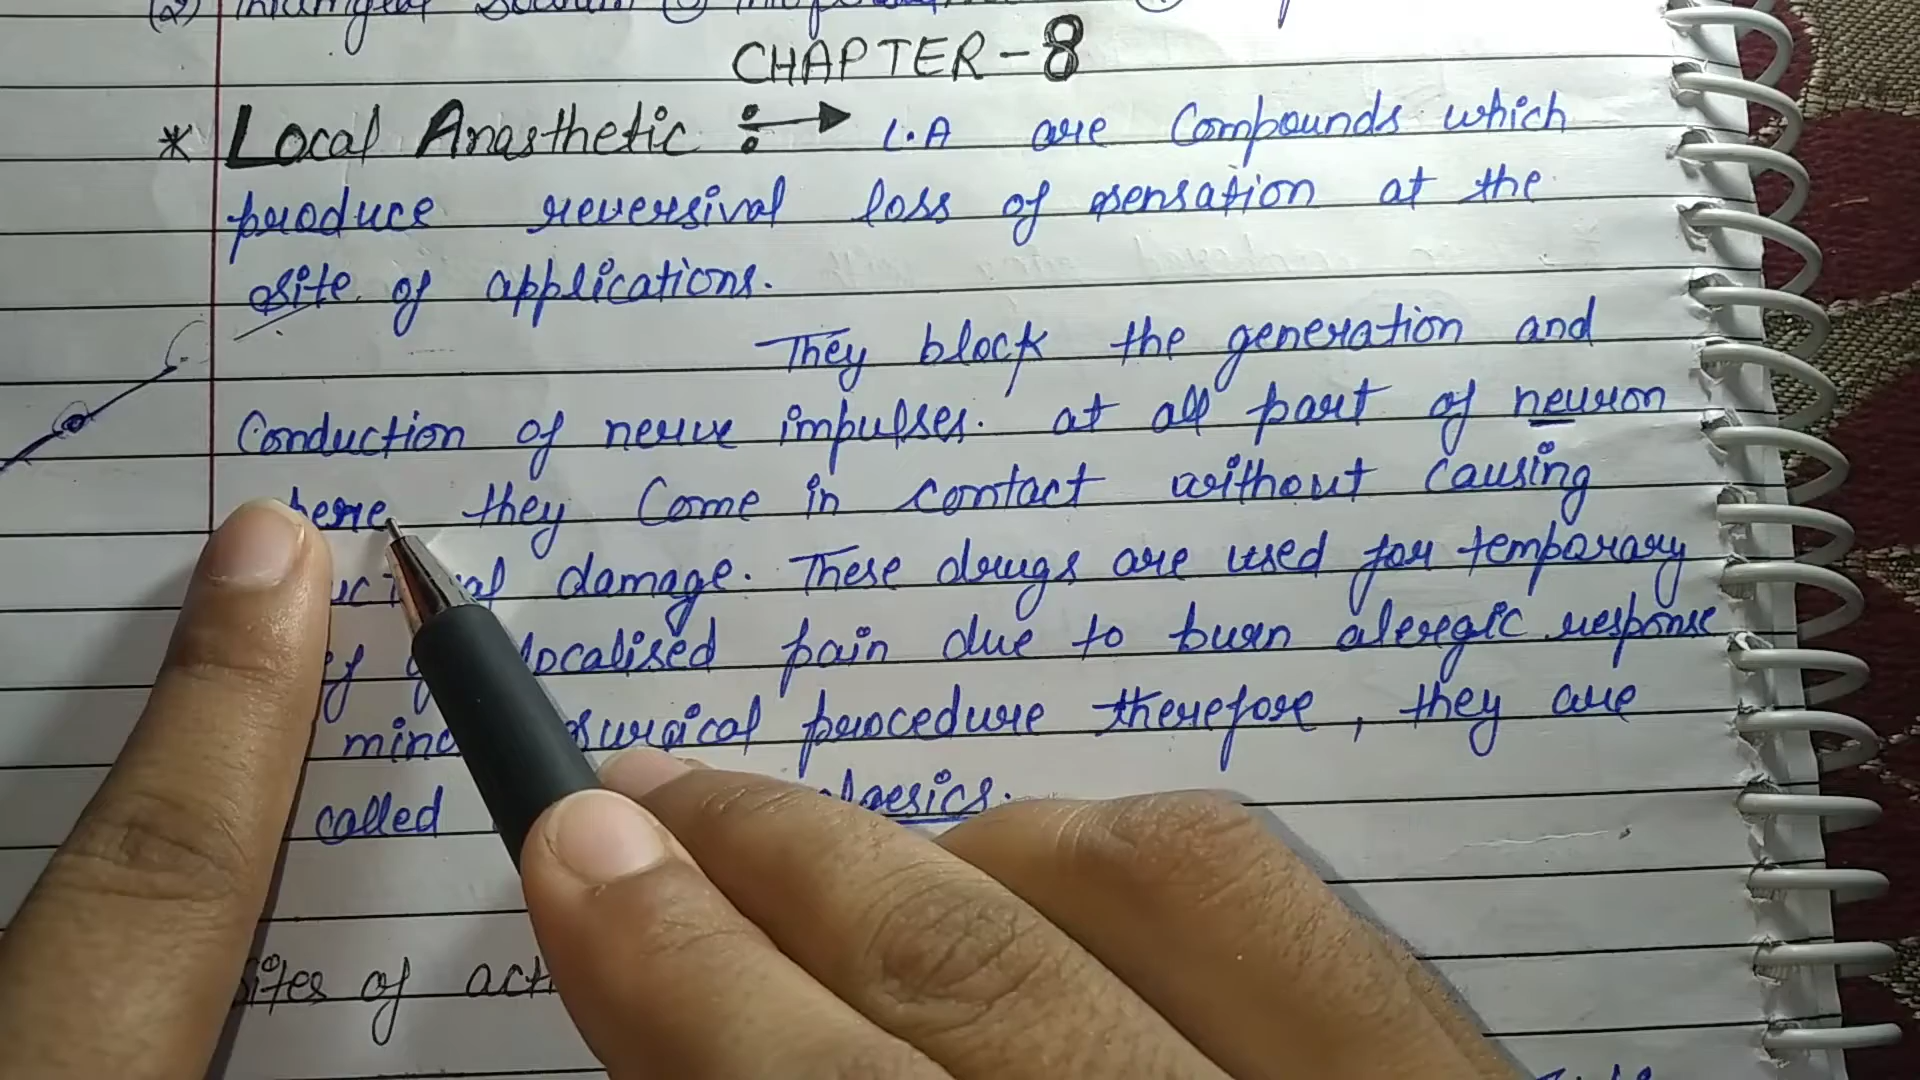 CHAPTER - 8
* Local Anasthetic ÷→ L.A are Compounds which
produce reversival loss of sensation at the
site of applications.
They block the generation and
Conduction of nerve impulses. at all part of neuron
here they Come in contact without causing
damage. These drugs are used for temporary
localised pain due to burn alergic response
surgical procedure therefore, they are
called
sites of